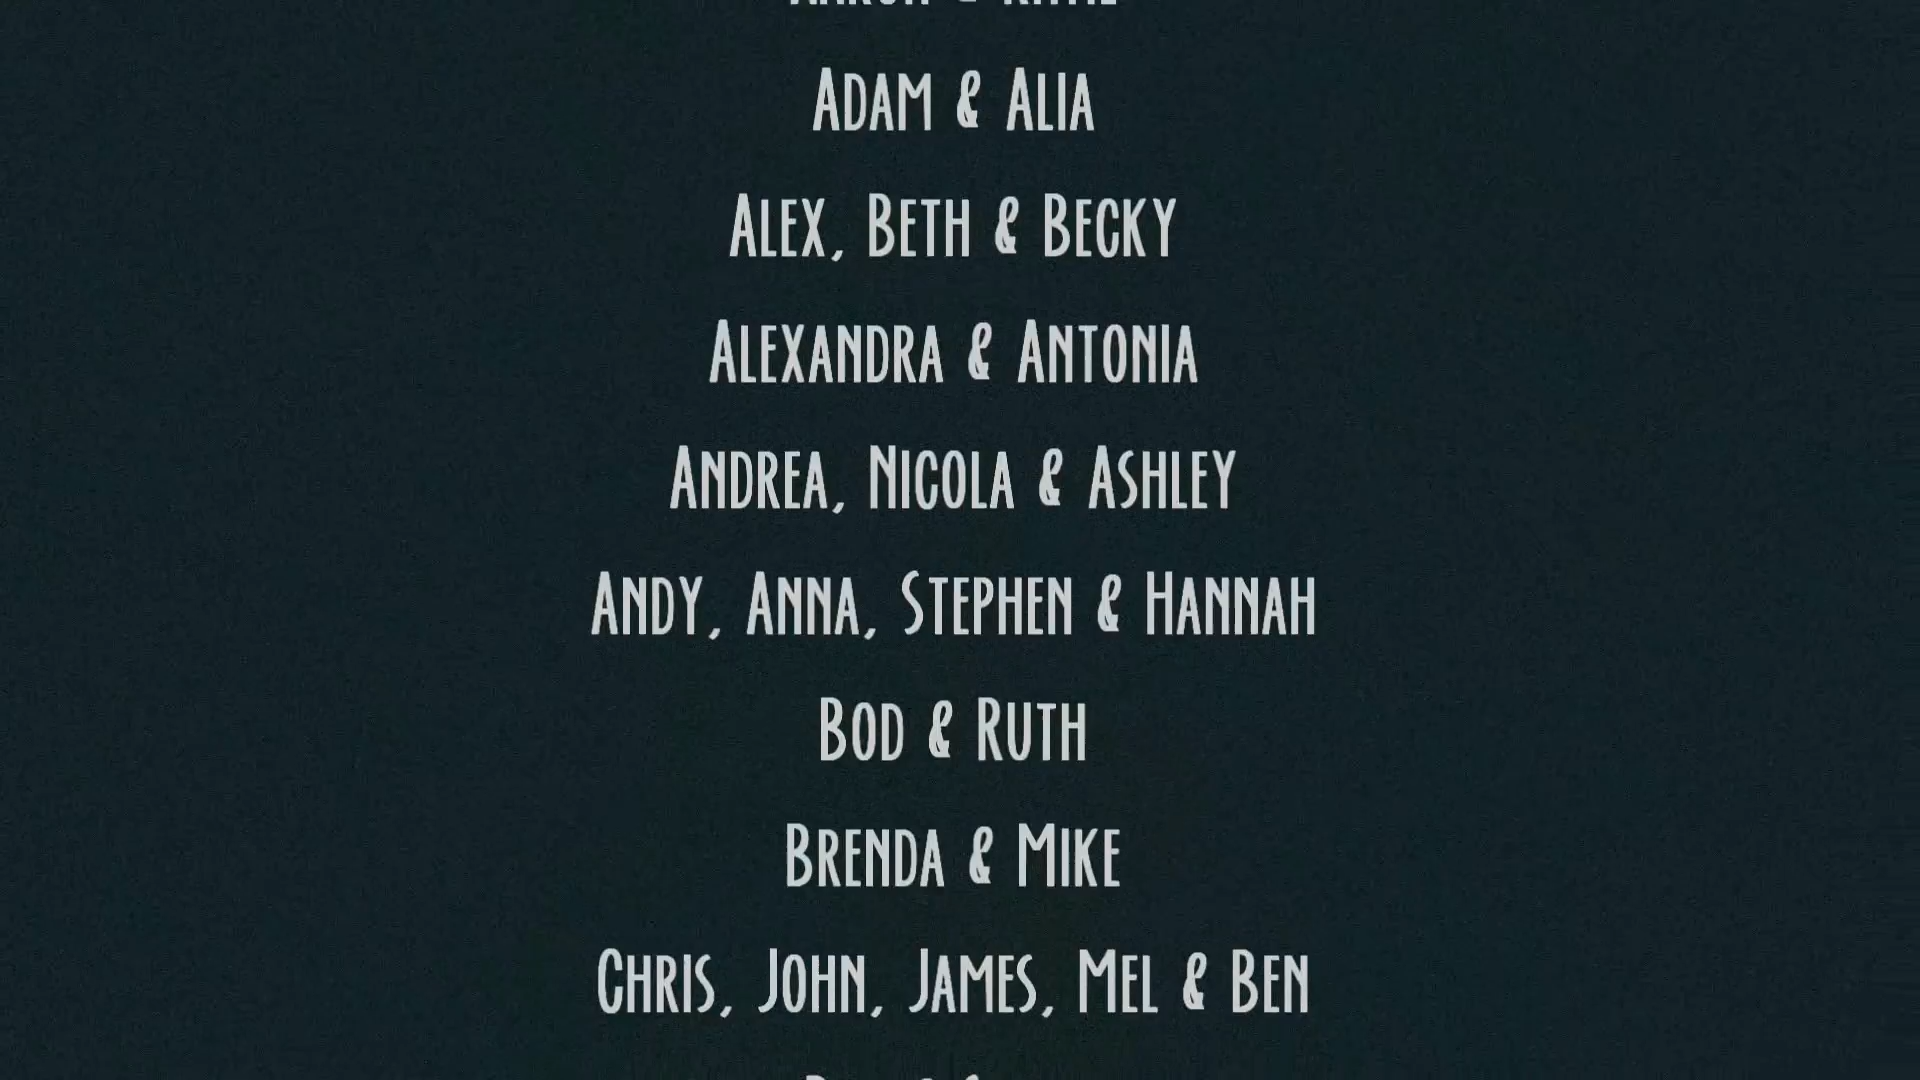 Adam & Alia
Alex, Beth & Becky
Alexandra & Antonia
Andrea, Nicola & Ashley
Andy, Anna, Stephen & Hannah
Bod & Ruth
Brenda & Mike
Chris, John, James, Mel & Ben